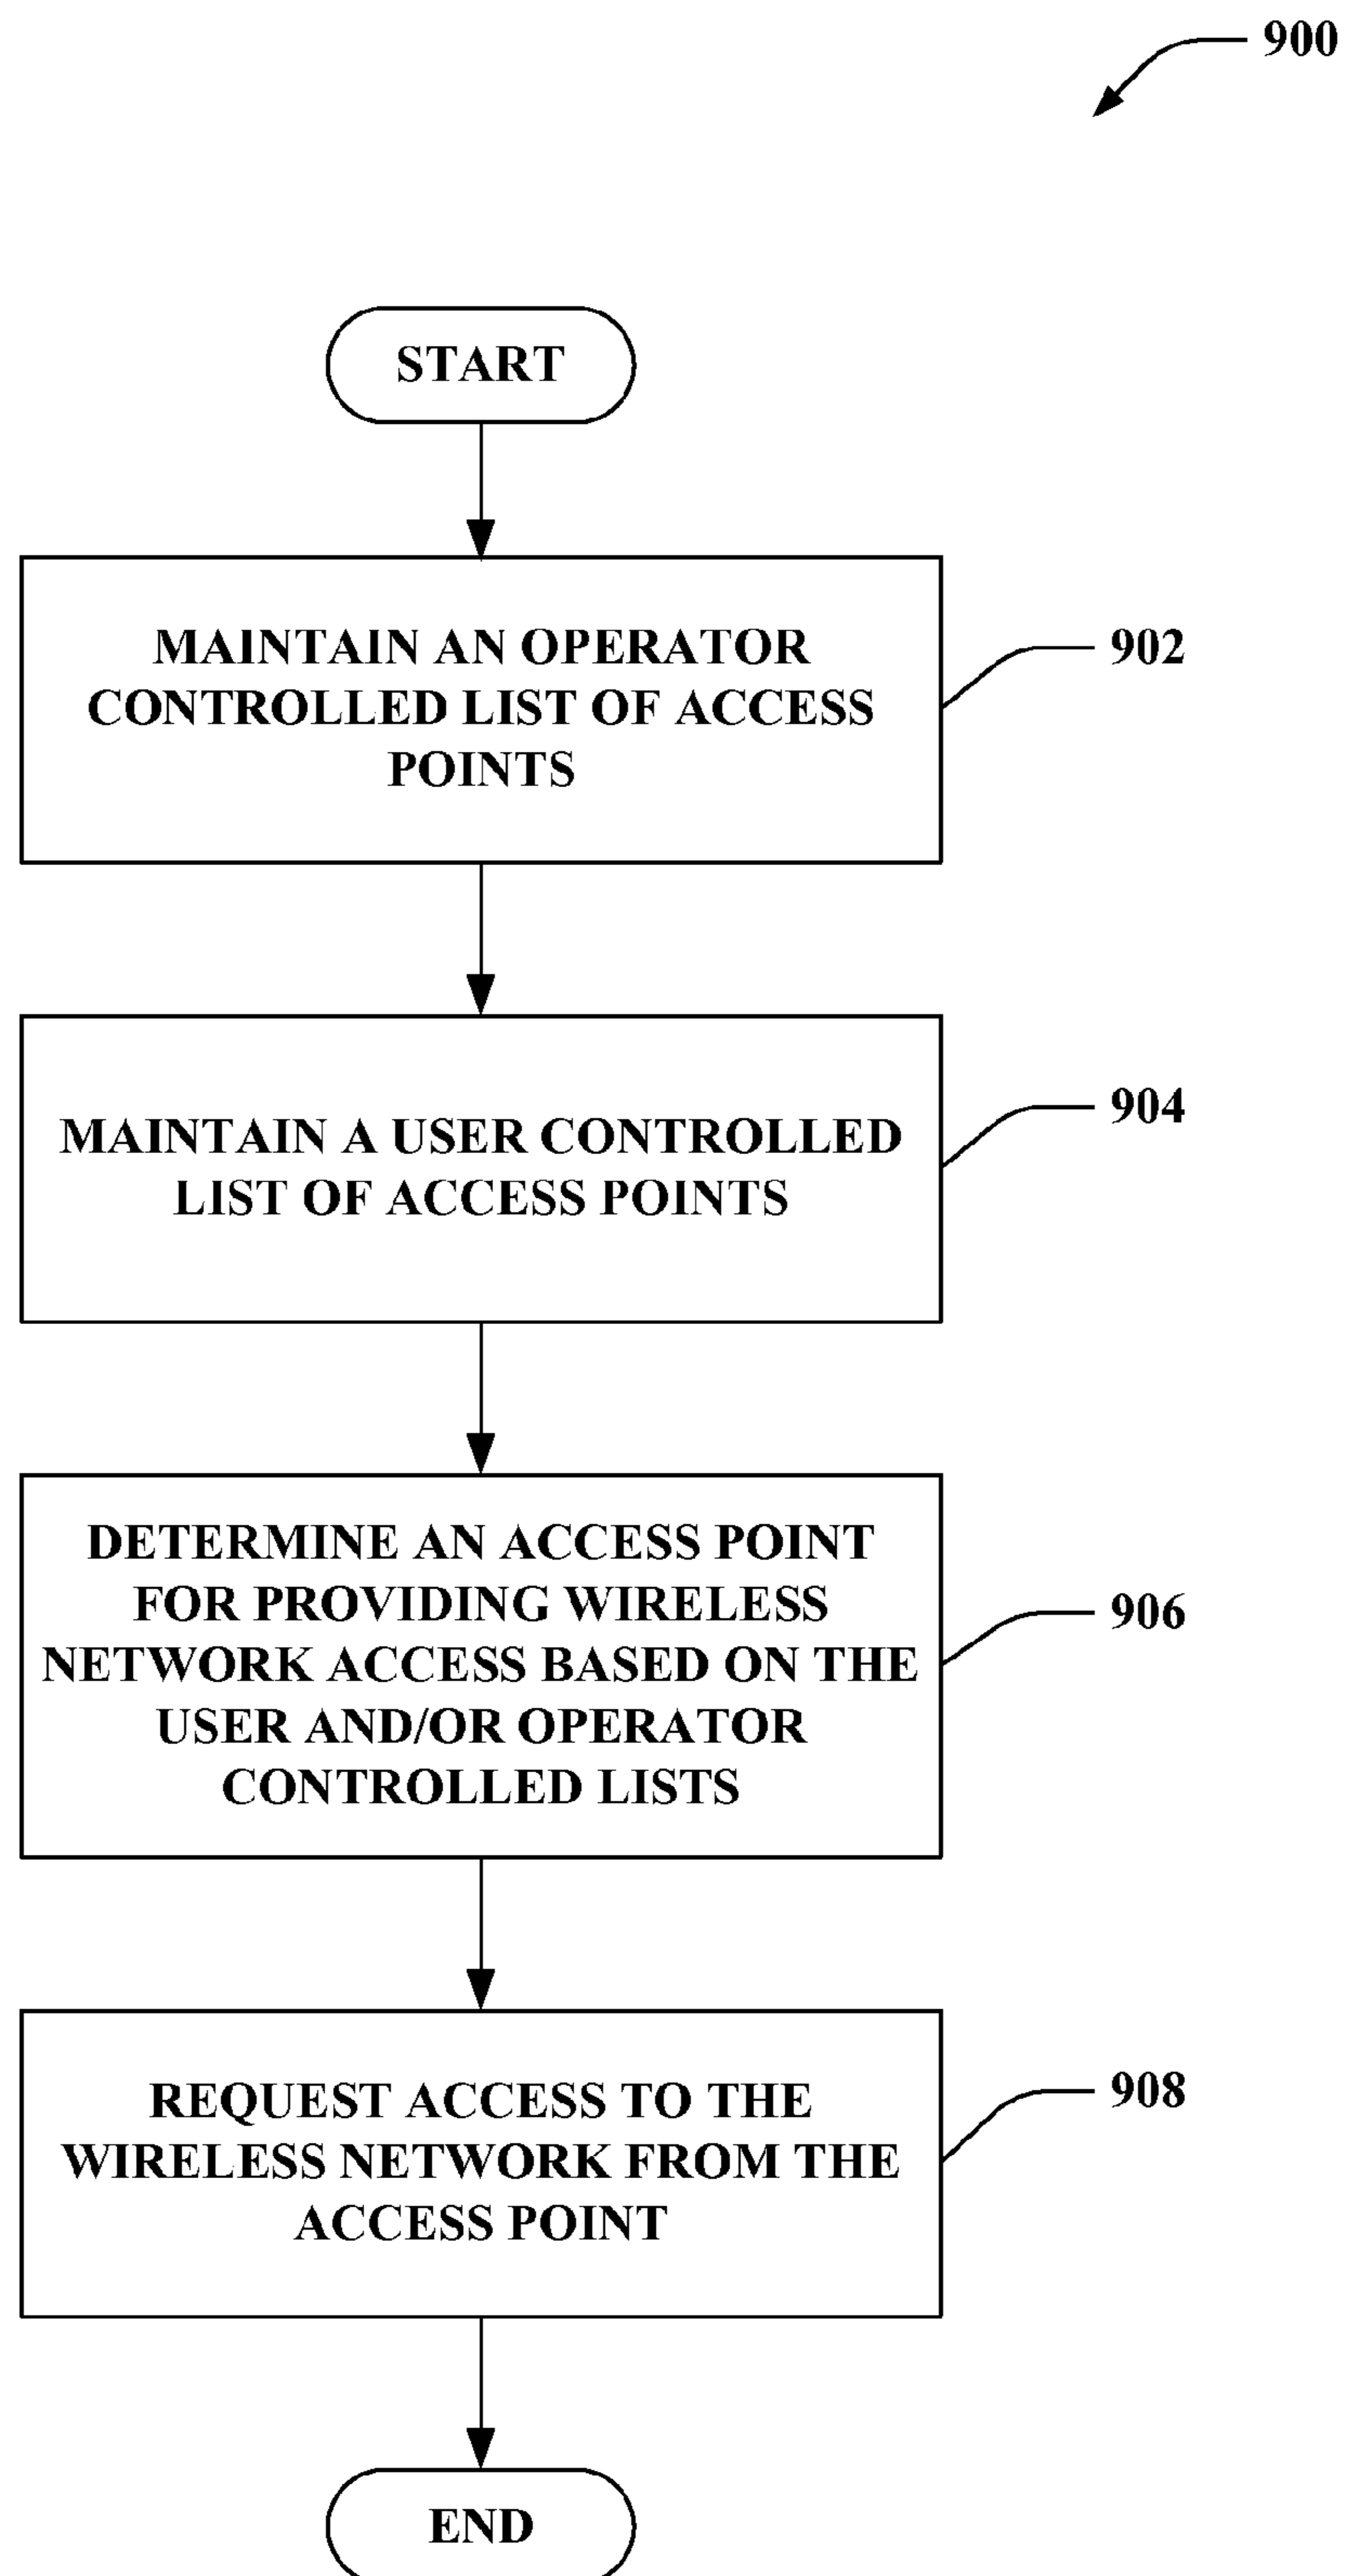 900
START
MAINTAIN AN OPERATOR
CONTROLLED LIST OF ACCESS
POINTS
902
MAINTAIN A USER CONTROLLED
LIST OF ACCESS POINTS
904
DETERMINE AN ACCESS POINT
FOR PROVIDING WIRELESS
NETWORK ACCESS BASED ON THE
USER AND/OR OPERATOR
CONTROLLED LISTS
906
REQUEST ACCESS TO THE
WIRELESS NETWORK FROM THE
ACCESS POINT
908
END